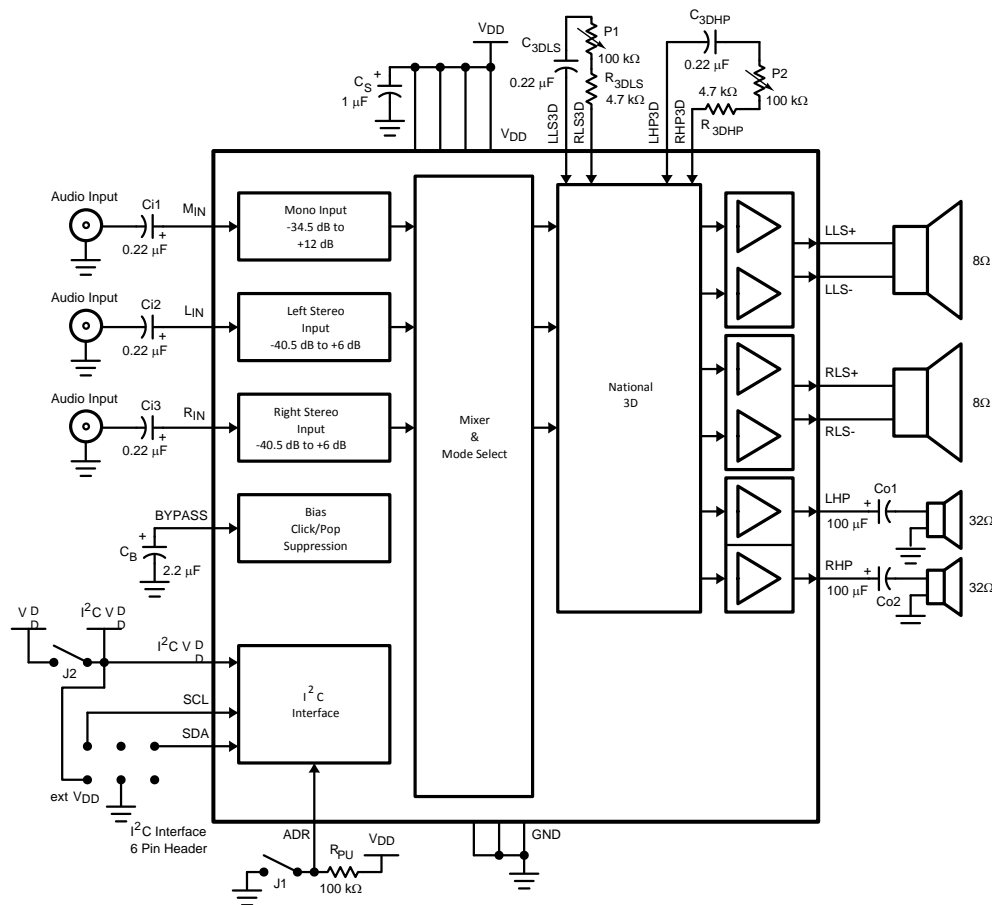 VDD
CS
+
1 µF
VDD
C3DLS
0.22 µF
P1
100 kΩ
R3DLS
4.7 kΩ
C3DHP
0.22 µF
P2
100 kΩ
4.7 kΩ
R3DHP
LLS3D
RLS3D
LHP3D
RHP3D
Audio Input
Ci1
+
0.22 µF
MIN
Mono Input
-34.5 dB to
+12 dB
Audio Input
Ci2
+
0.22 µF
LIN
Left Stereo
Input
-40.5 dB to +6 dB
Audio Input
Ci3
+
0.22 µF
RIN
Right Stereo
Input
-40.5 dB to +6 dB
BYPASS
+
CB
2.2 µF
Bias
Click/Pop
Suppression
Mixer
&
Mode Select
National
3D
LLS+
LLS-
8Ω
RLS+
RLS-
8Ω
LHP
+
Co1
100 µF
32Ω
RHP
+
100 µF
Co2
32Ω
V D
D
I2C V D
D
J2
I2C V D
D
SCL
SDA
I2C
Interface
ext VDD
I2C Interface
6 Pin Header
ADR
J1
RPU
100 kΩ
VDD
GND